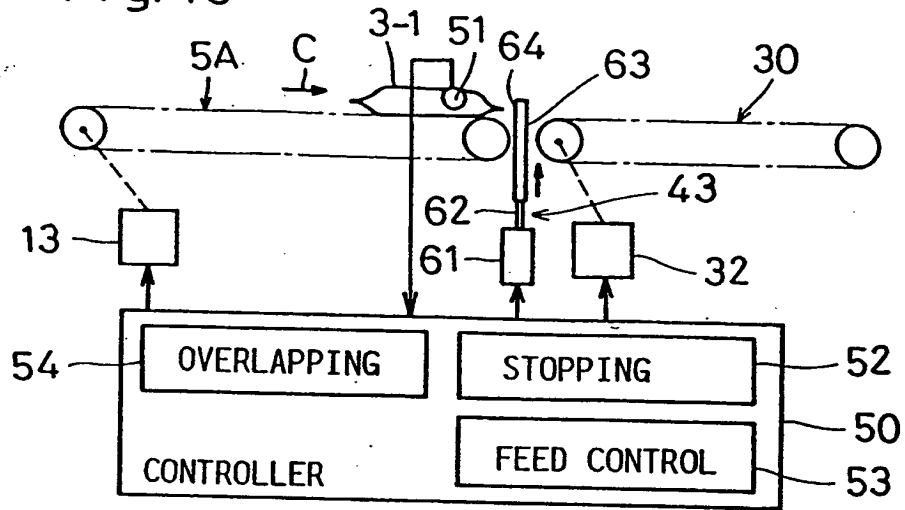 3-1
51
64
63
C
5A
30
62
43
13
61
32
54
OVERLAPPING
STOPPING
52
50
CONTROLLER
FEED CONTROL
53